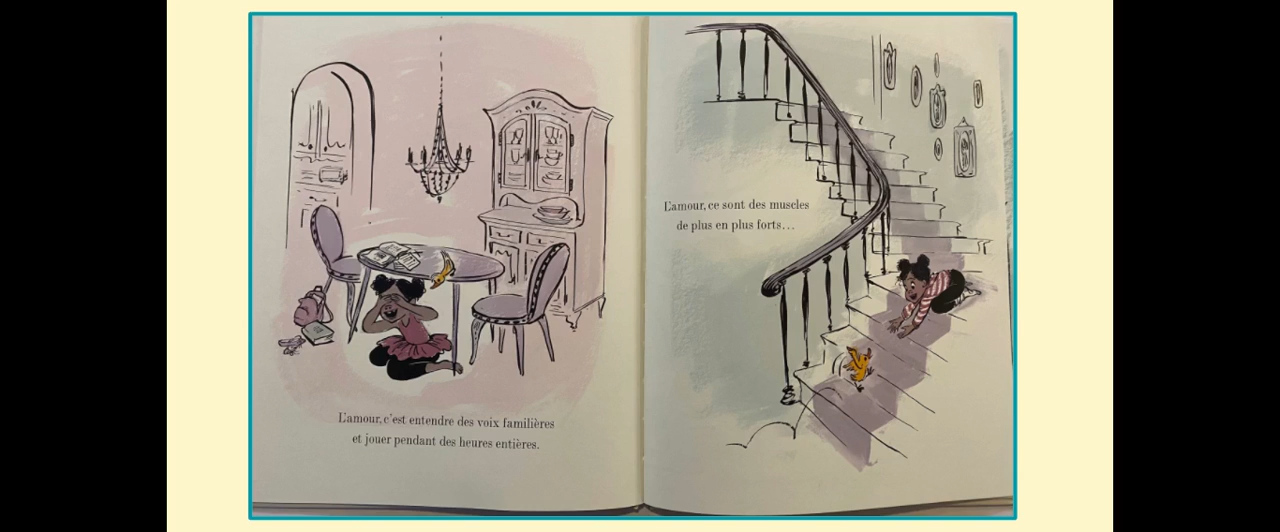 L'amour, c'est entendre des voix familières
et jouer pendant des heures entières.
L'amour, ce sont des muscles
de plus en plus forts…